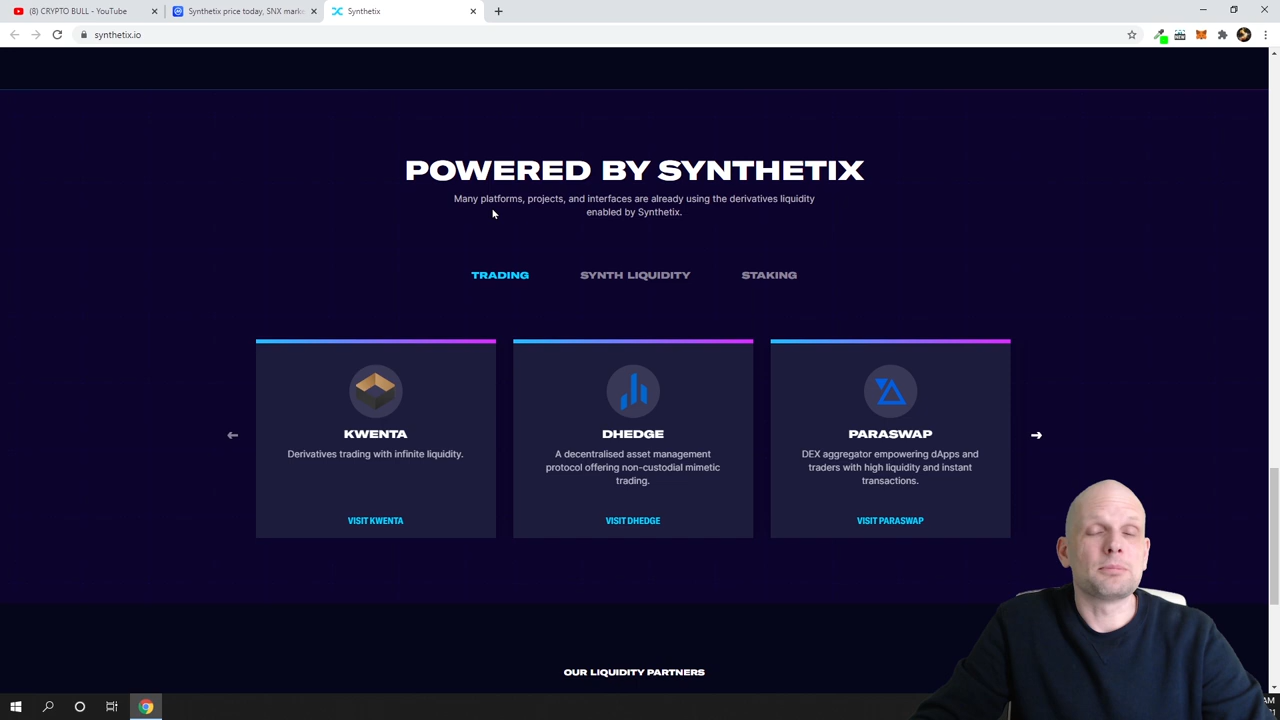 (8) CRYPTO BULL - YouTube
Synthetix price today, SNX mark
Synthetix
synthetix.io
POWERED BY SYNTHETIX
Many platforms, projects, and interfaces are already using the derivatives liquidity
enabled by Synthetix.
TRADING
SYNTH LIQUIDITY
STAKING
KWENTA
Derivatives trading with infinite liquidity.
VISIT KWENTA
DHEDGE
A decentralised asset management
protocol offering non-custodial mimetic
trading.
VISIT DHEDGE
PARASWAP
DEX aggregator empowering dApps and
traders with high liquidity and instant
transactions.
VISIT PARASWAP
OUR LIQUIDITY PARTNERS
AM